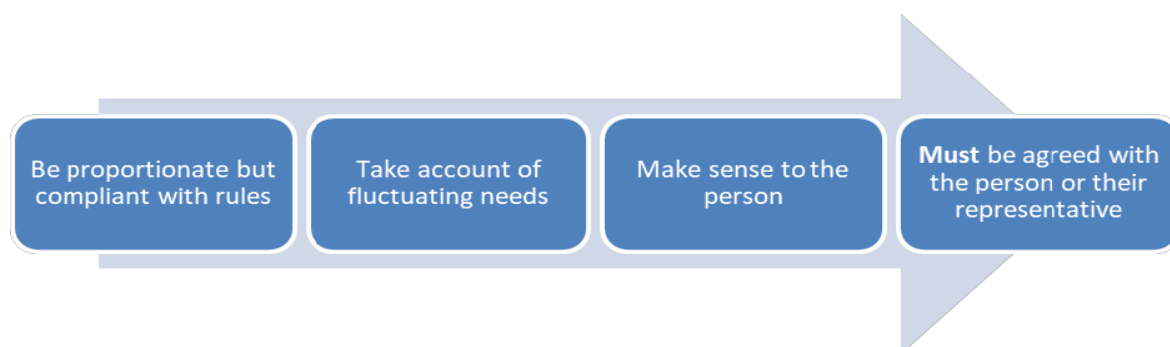 Be proportionate but
compliant with rules
Take account of
fluctuating needs
Make sense to the
person
Must be agreed with
the person or their
representative